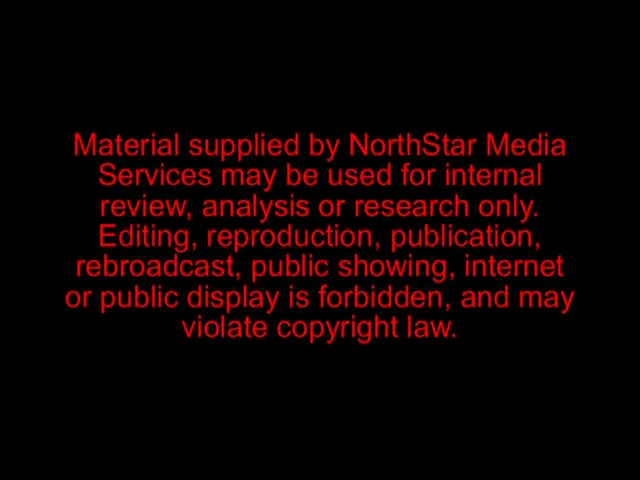 Material supplied by NorthStar Media
Services may be used for internal
review, analysis or research only.
Editing, reproduction, publication,
rebroadcast, public showing, internet
or public display is forbidden, and may
violate copyright law.